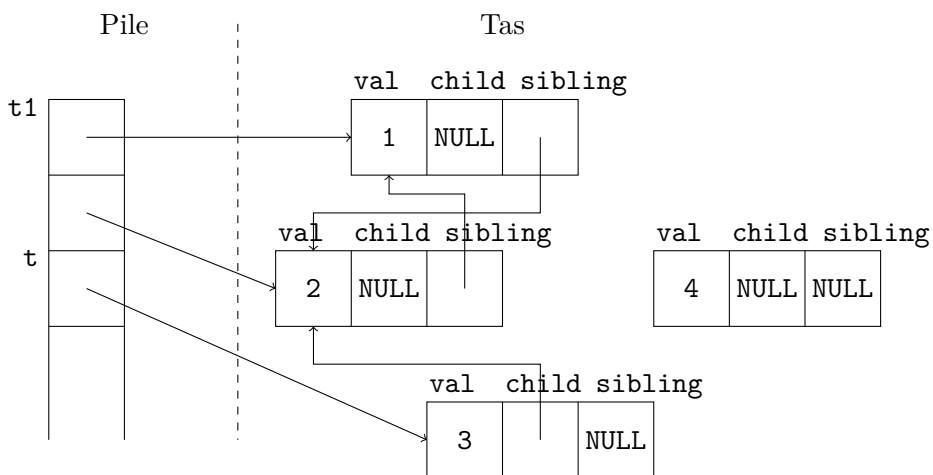 Pile Tas
val child sibling
t1
1 NULL
val child sibling val child sibling
t
2 NULL 4 NULL NULL
val child sibling
3 NULL